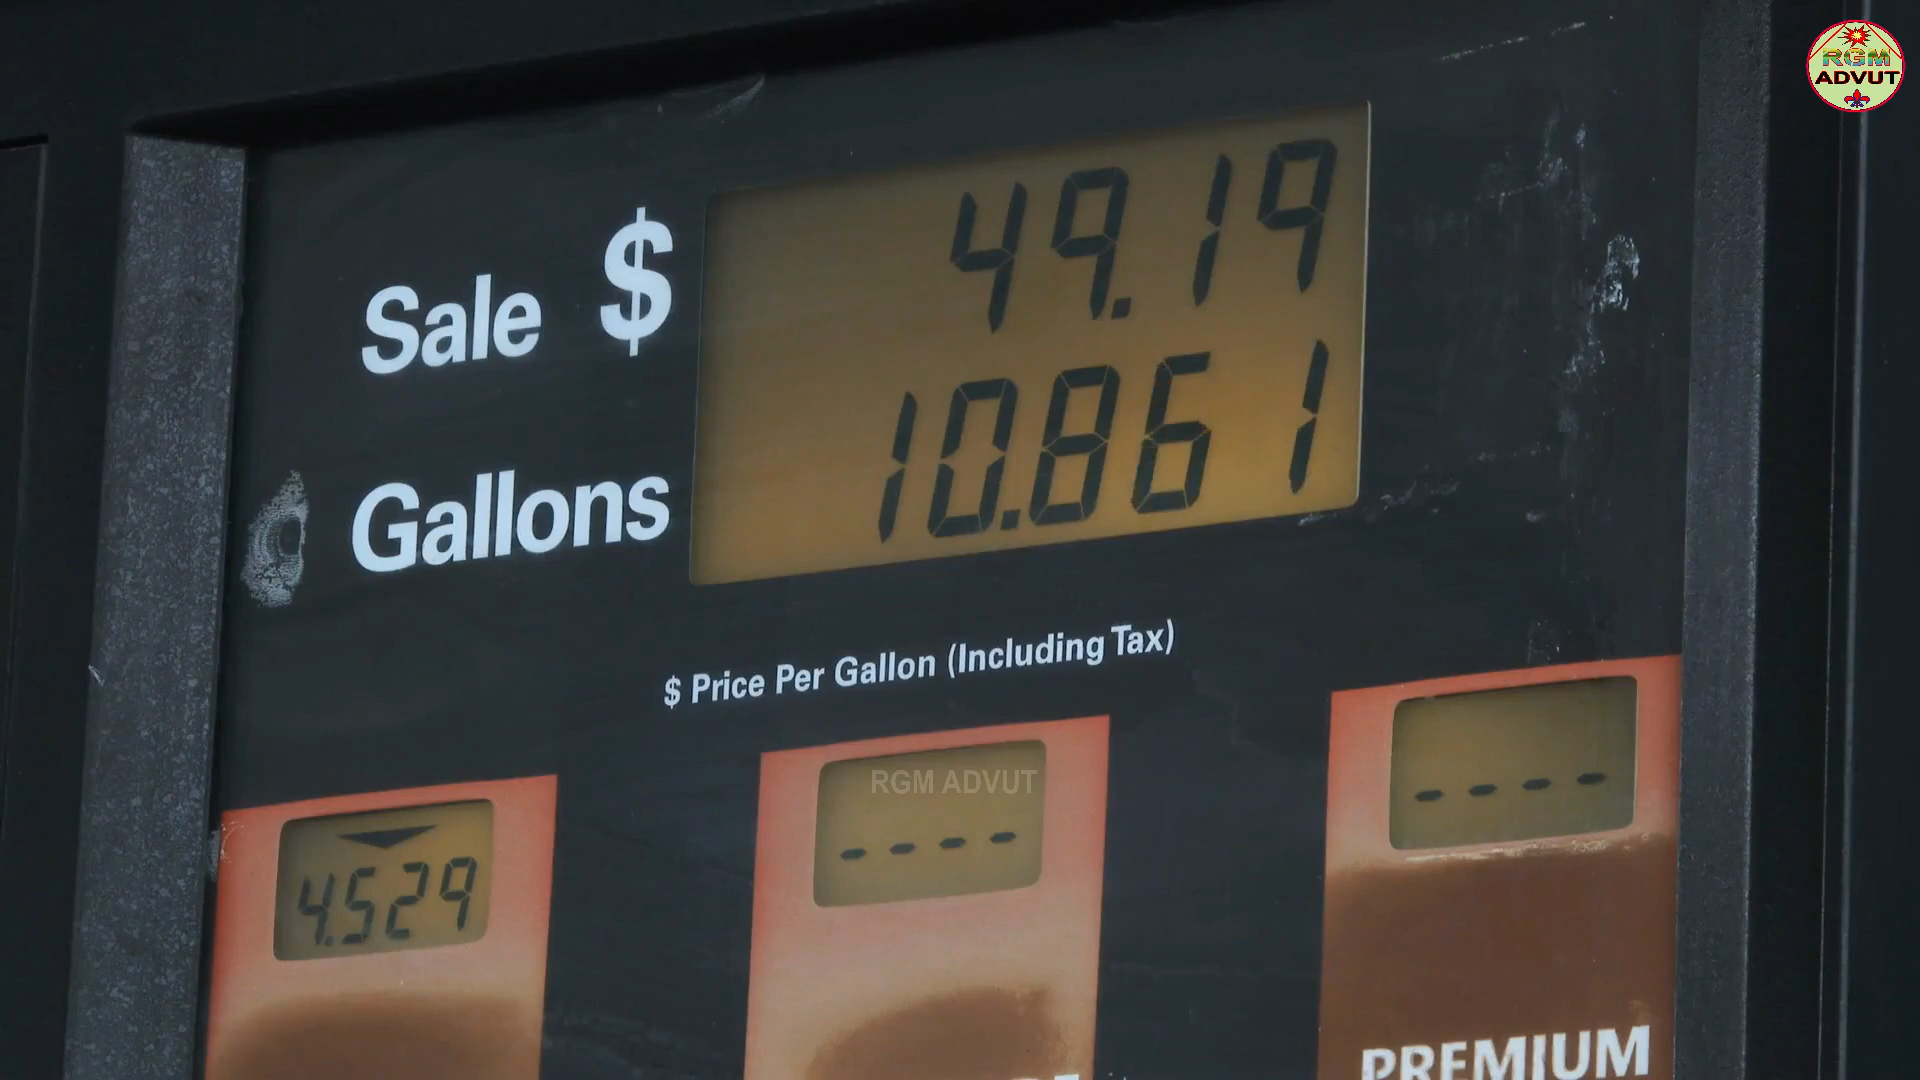 RGM
ADVUT
Sale $ 49.19
Gallons 10.861
$ Price Per Gallon (Including Tax)
RGM ADVUT
4.529
----
----
PREMIUM